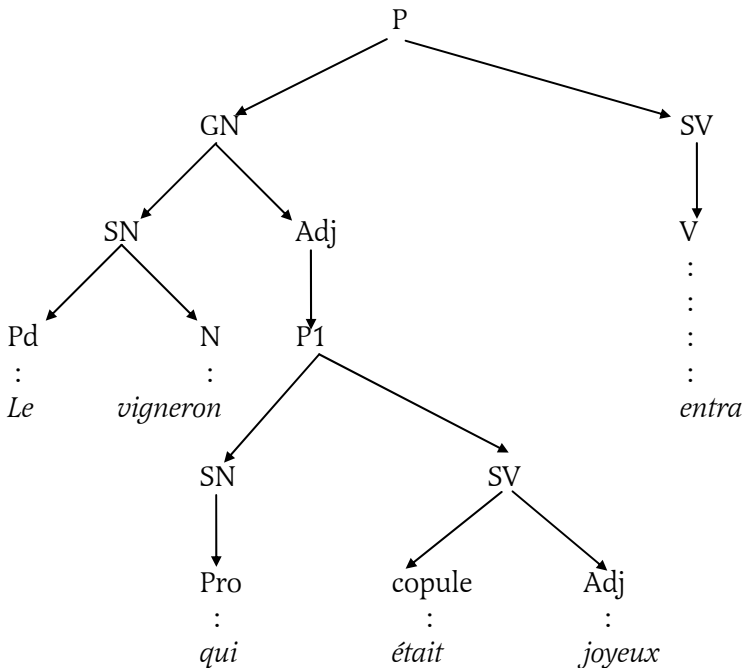 P
GN SV
SN Adj V
:
:
Pd N P1 :
: : :
Le vigneron entra
SN SV
Pro copule Adj
: : :
qui était joyeux